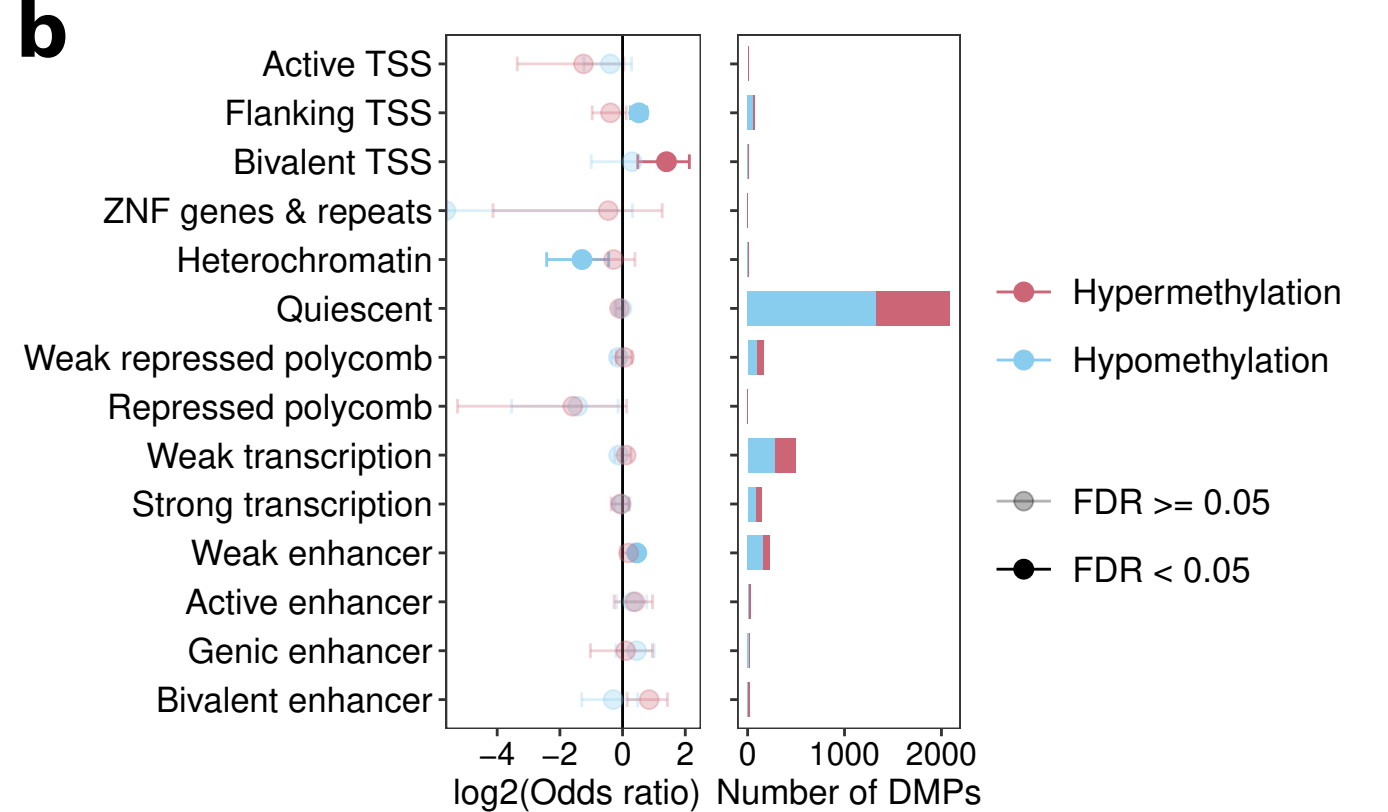 b
Active TSS
Flanking TSS
Bivalent TSS
ZNF genes & repeats
Heterochromatin
Quiescent
Weak repressed polycomb
Repressed polycomb
Weak transcription
Strong transcription
Weak enhancer
Active enhancer
Genic enhancer
Bivalent enhancer
−4 −2 0 2
log2(Odds ratio)
0 1000 2000
Number of DMPs
Hypermethylation
Hypomethylation
FDR >= 0.05
FDR < 0.05